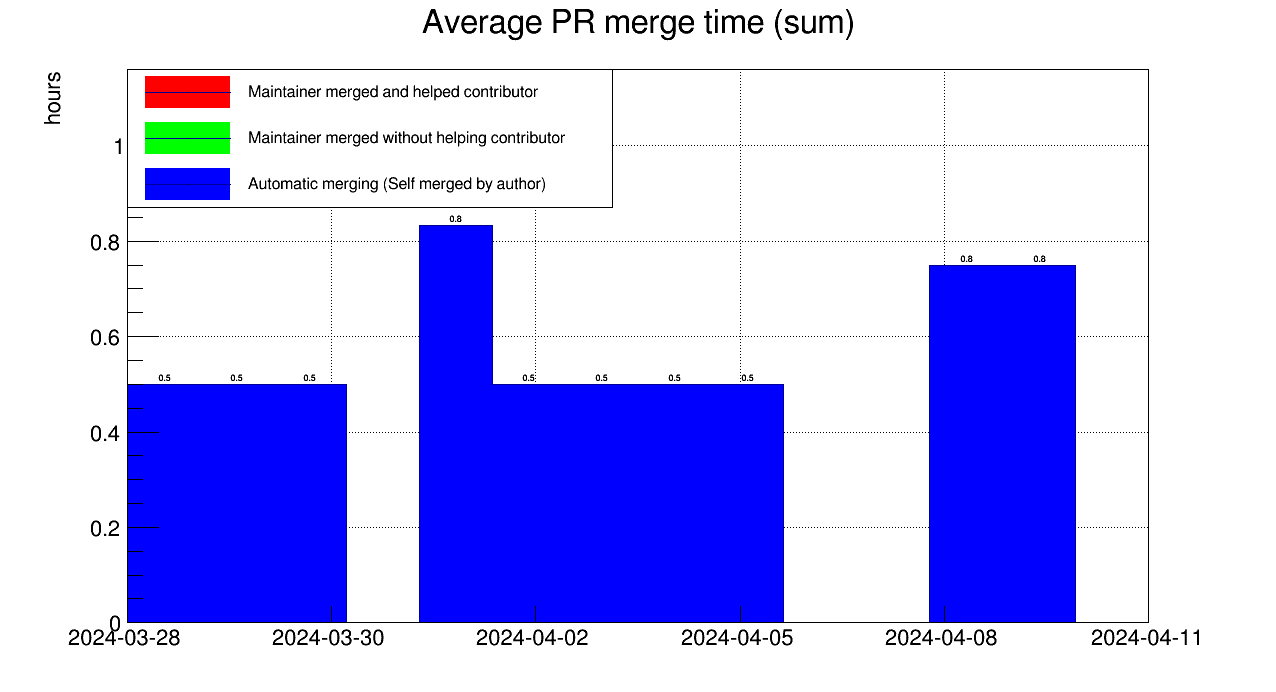 Average PR merge time (sum)
hours
Maintainer merged and helped contributor
Maintainer merged without helping contributor
Automatic merging (Self merged by author)
1
0.8
0.6
0.4
0.2
0
0.8
0.8 0.8
0.5 0.5 0.5 0.5 0.5 0.5 0.5
2024-03-28 2024-03-30 2024-04-02 2024-04-05 2024-04-08 2024-04-11